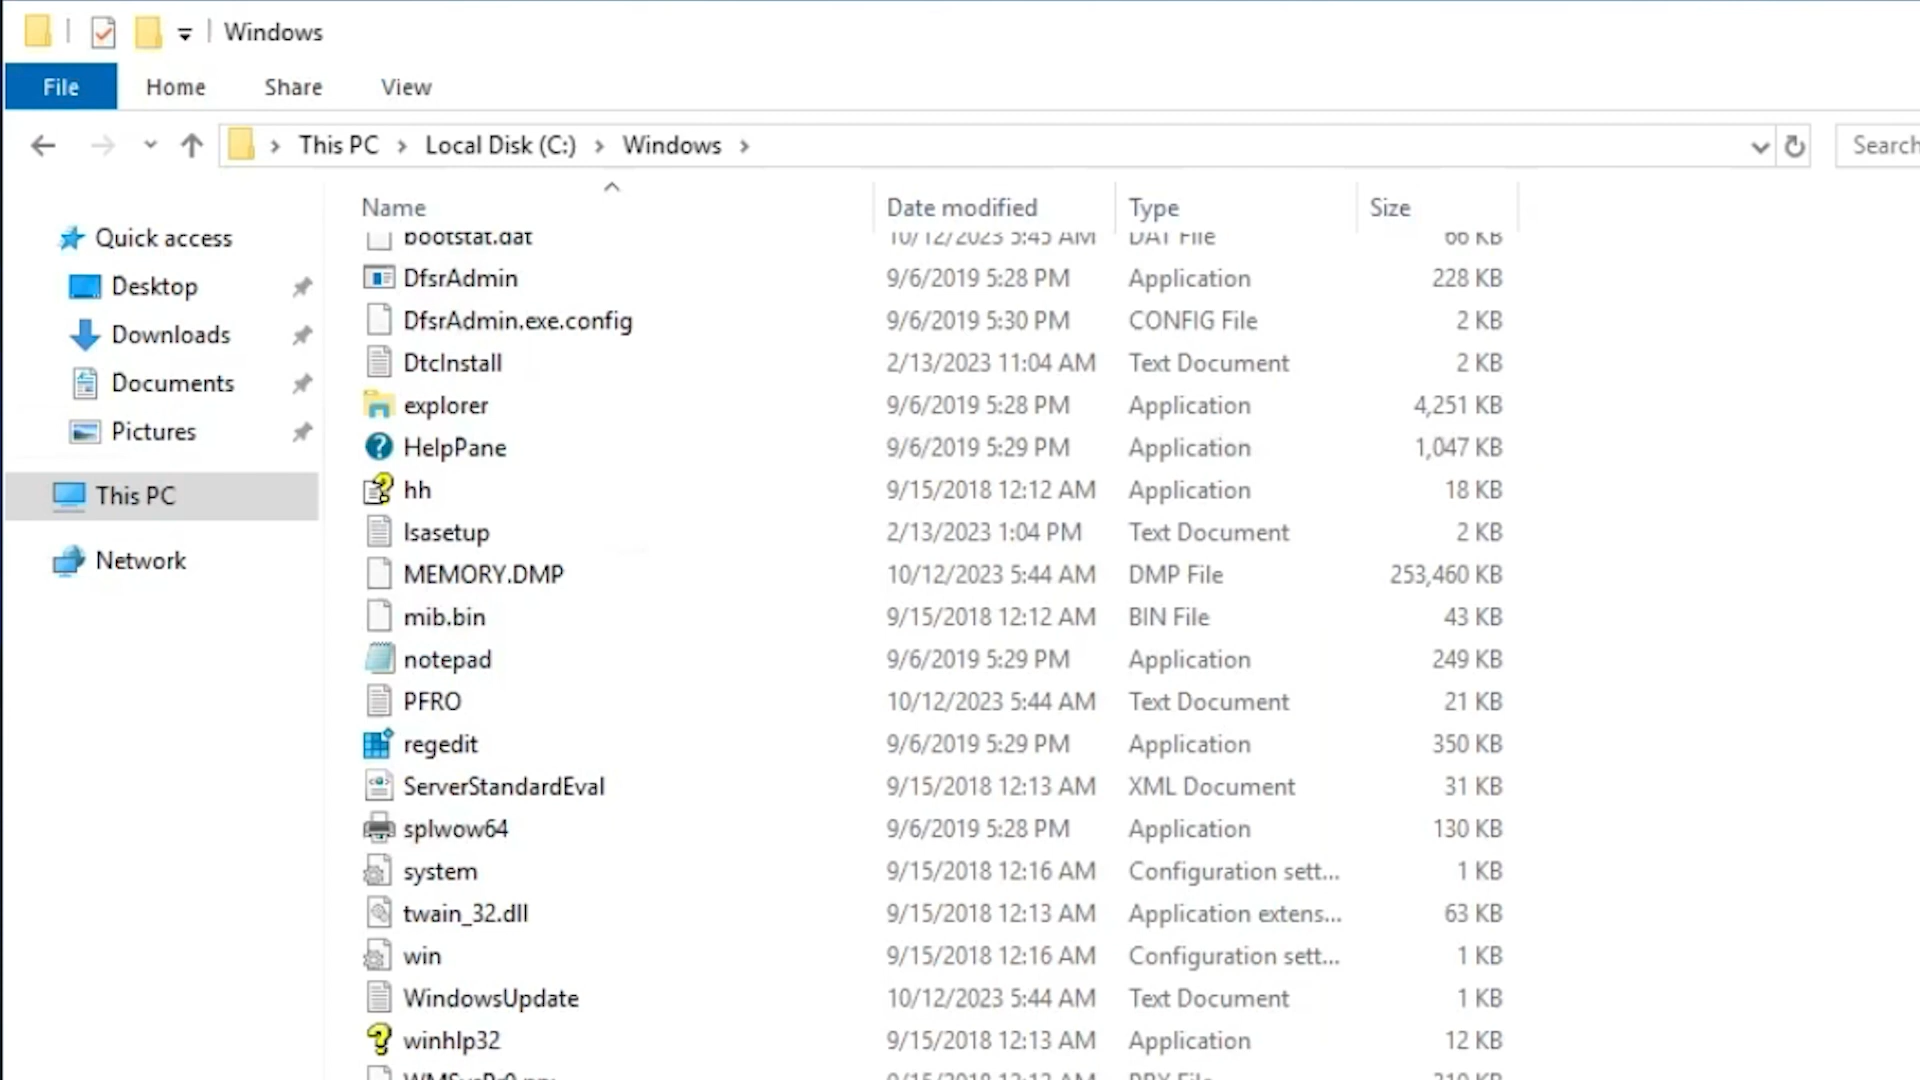 Windows
File Home Share View
This PC Local Disk (C:) Windows
Search
Name Date modified Type Size
Quick access
Desktop
Downloads
Documents
Pictures
This PC
Network
bootstat.dat 10/12/2023 5:45 AM DAT File 66 KB
DfsrAdmin 9/6/2019 5:28 PM Application 228 KB
DfsrAdmin.exe.config 9/6/2019 5:30 PM CONFIG File 2 KB
DtcInstall 2/13/2023 11:04 AM Text Document 2 KB
explorer 9/6/2019 5:28 PM Application 4,251 KB
HelpPane 9/6/2019 5:29 PM Application 1,047 KB
hh 9/15/2018 12:12 AM Application 18 KB
lsasetup 2/13/2023 1:04 PM Text Document 2 KB
MEMORY.DMP 10/12/2023 5:44 AM DMP File 253,460 KB
mib.bin 9/15/2018 12:12 AM BIN File 43 KB
notepad 9/6/2019 5:29 PM Application 249 KB
PFRO 10/12/2023 5:44 AM Text Document 21 KB
regedit 9/6/2019 5:29 PM Application 350 KB
ServerStandardEval 9/15/2018 12:13 AM XML Document 31 KB
splwow64 9/6/2019 5:28 PM Application 130 KB
system 9/15/2018 12:16 AM Configuration sett... 1 KB
twain_32.dll 9/15/2018 12:13 AM Application extens... 63 KB
win 9/15/2018 12:16 AM Configuration sett... 1 KB
WindowsUpdate 10/12/2023 5:44 AM Text Document 1 KB
winhlp32 9/15/2018 12:13 AM Application 12 KB